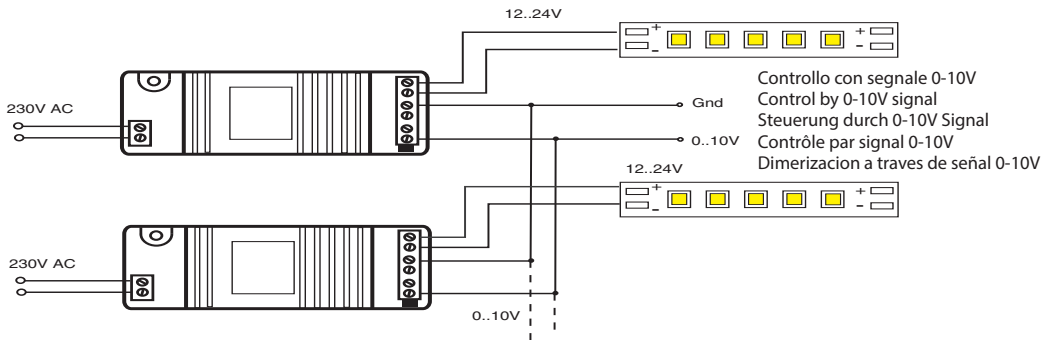 12..24V
+ +
- -
230V AC
Gnd
0..10V
Controllo con segnale 0-10V
Control by 0-10V signal
Steuerung durch 0-10V Signal
Contrôle par signal 0-10V
Dimerizacion a traves de señal 0-10V
12..24V
+ +
- -
230V AC
0..10V